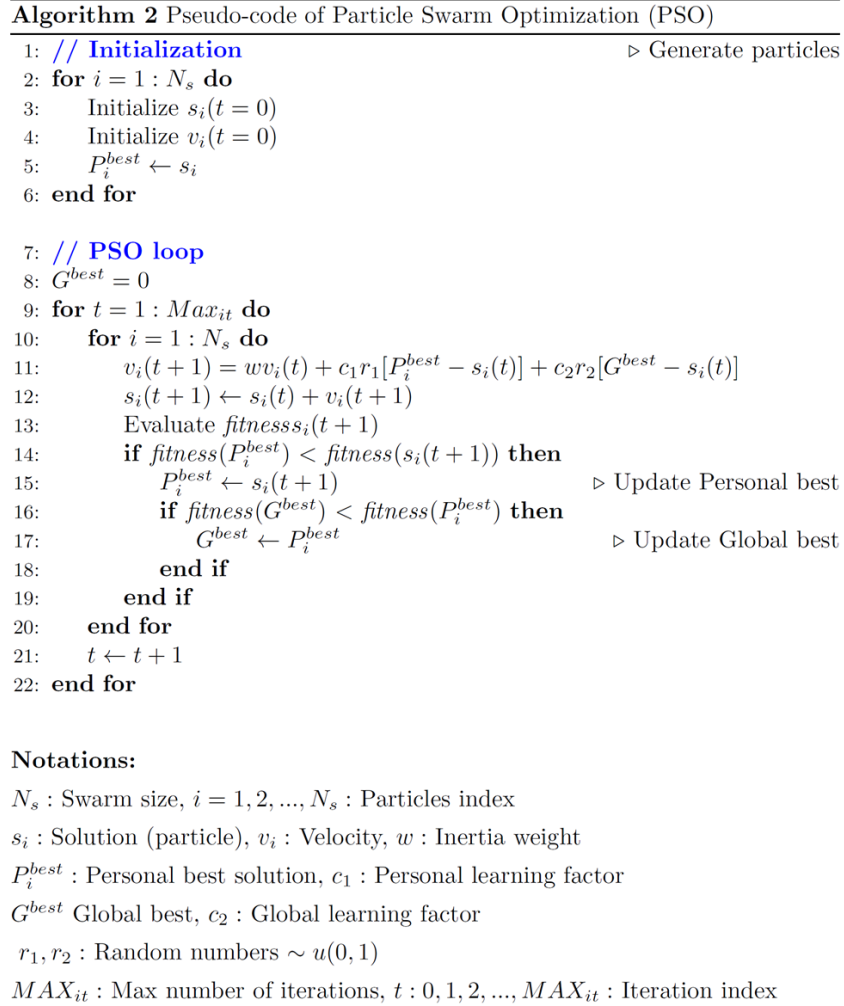 Algorithm 2 Pseudo-code of Particle Swarm Optimization (PSO)
1: // Initialization ▷ Generate particles
2: for i = 1 : N_s do
3: Initialize s_i(t = 0)
4: Initialize v_i(t = 0)
5: P_i^{best} ← s_i
6: end for
7: // PSO loop
8: G^{best} = 0
9: for t = 1 : Max_{it} do
10: for i = 1 : N_s do
11: v_i(t + 1) = wv_i(t) + c_1r_1[P_i^{best} − s_i(t)] + c_2r_2[G^{best} − s_i(t)]
12: s_i(t + 1) ← s_i(t) + v_i(t + 1)
13: Evaluate fitnesss_i(t + 1)
14: if fitness(P_i^{best}) < fitness(s_i(t + 1)) then
15: P_i^{best} ← s_i(t + 1) ▷ Update Personal best
16: if fitness(G^{best}) < fitness(P_i^{best}) then
17: G^{best} ← P_i^{best} ▷ Update Global best
18: end if
19: end if
20: end for
21: t ← t + 1
22: end for
Notations:
N_s : Swarm size, i = 1, 2, ..., N_s : Particles index
s_i : Solution (particle), v_i : Velocity, w : Inertia weight
P_i^{best} : Personal best solution, c_1 : Personal learning factor
G^{best} Global best, c_2 : Global learning factor
r_1, r_2 : Random numbers ∼ u(0, 1)
MAX_{it} : Max number of iterations, t : 0, 1, 2, ..., MAX_{it} : Iteration index